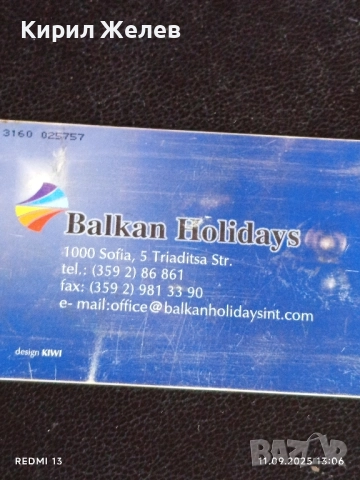 Кирил Желев
3160 025757
Balkan Holidays
1000 Sofia, 5 Triaditsa Str.
tel.: (359 2) 86 861
fax: (359 2) 981 33 90
e- mail:office@balkanholidaysint.com
design KIWI
BAZAR
REDMI 13
11.09.2025 13:06